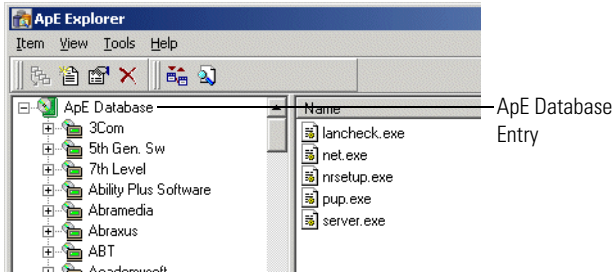 ApE Explorer
Item View Tools Help
ApE Database
3Com
5th Gen. Sw
7th Level
Ability Plus Software
Abramedia
Abraxus
ABT
Academysoft
Name
lancheck.exe
net.exe
nrsetup.exe
pup.exe
server.exe
ApE Database
Entry